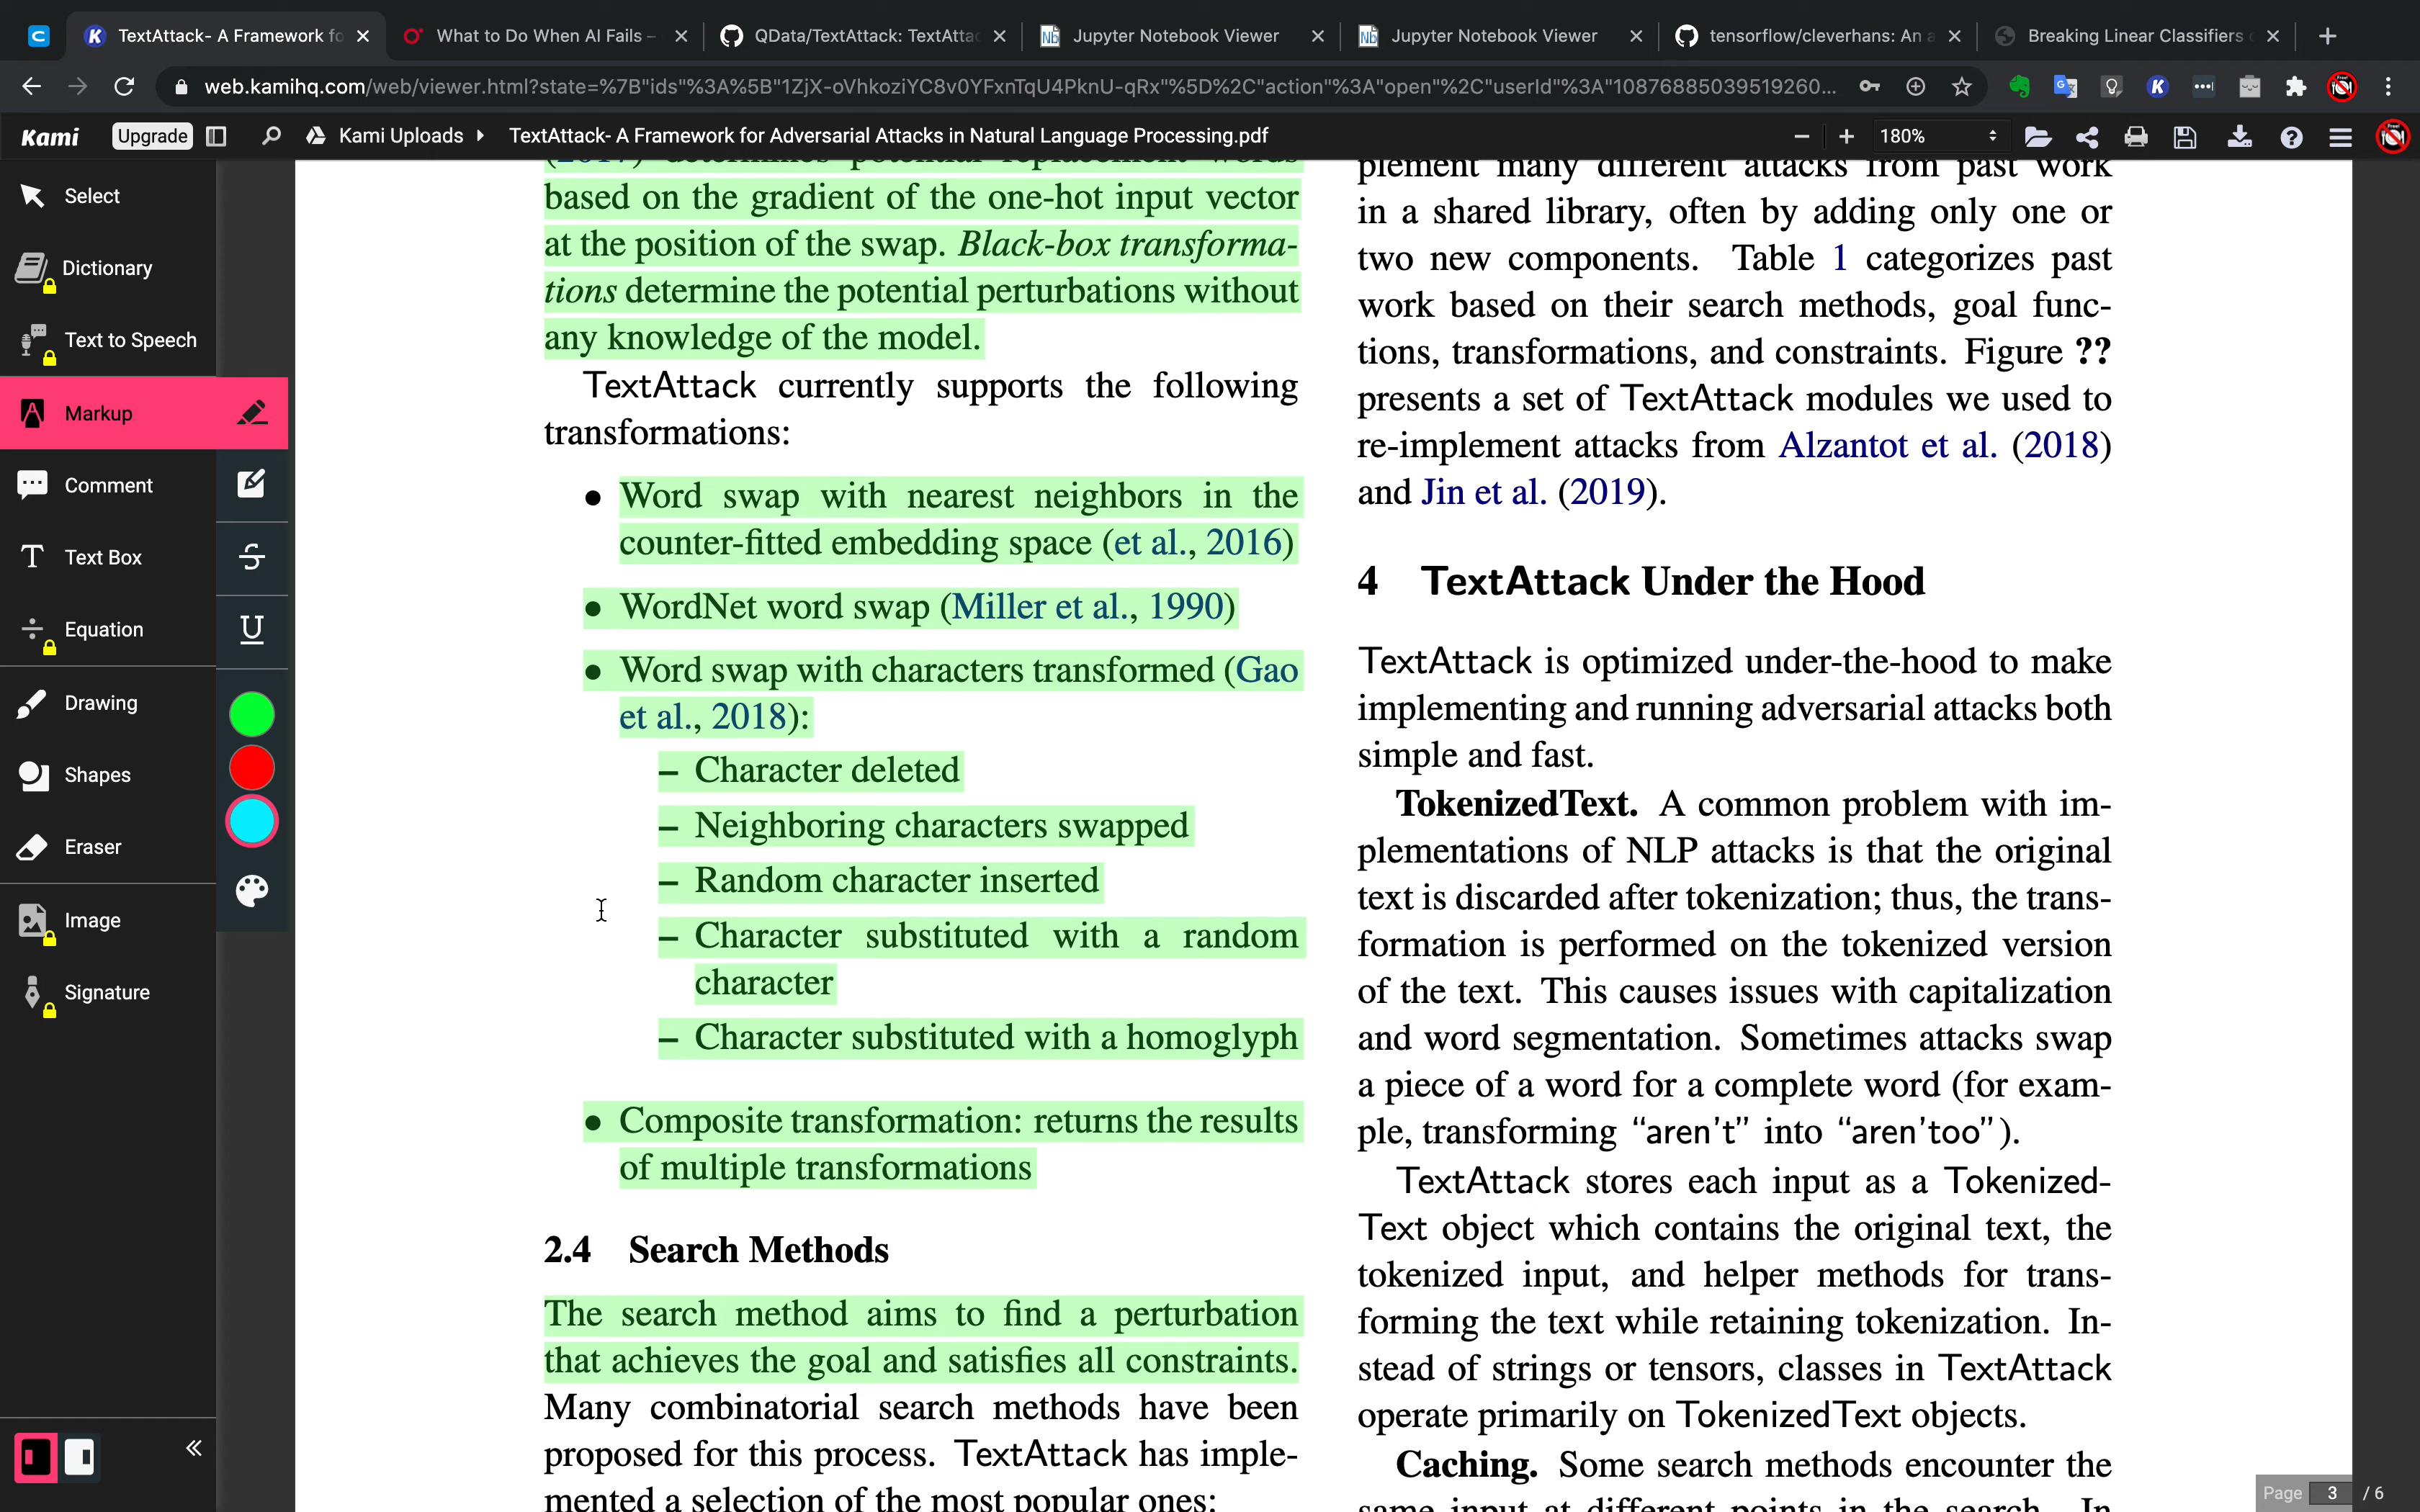 TextAttack- A Framework fo
What to Do When AI Fails –
QData/TextAttack: TextAttac
Jupyter Notebook Viewer
Jupyter Notebook Viewer
tensorflow/cleverhans: An a
Breaking Linear Classifiers
web.kamihq.com/web/viewer.html?state=%7B"ids"%3A%5B"1ZjX-oVhkoziYC8v0YFxnTqU4PknU-qRx"%5D%2C"action"%3A"open"%2C"userId"%3A"10876885039519260...
Kami
Upgrade
Kami Uploads
TextAttack- A Framework for Adversarial Attacks in Natural Language Processing.pdf
180%
Select
Dictionary
Text to Speech
Markup
Comment
Text Box
Equation
Drawing
Shapes
Eraser
Image
Signature
(2017) determines potential replacement words
based on the gradient of the one-hot input vector
at the position of the swap. Black-box transforma-
tions determine the potential perturbations without
any knowledge of the model.
TextAttack currently supports the following
transformations:
• Word swap with nearest neighbors in the
counter-fitted embedding space (et al., 2016)
• WordNet word swap (Miller et al., 1990)
• Word swap with characters transformed (Gao
et al., 2018):
– Character deleted
– Neighboring characters swapped
– Random character inserted
– Character substituted with a random
character
– Character substituted with a homoglyph
• Composite transformation: returns the results
of multiple transformations
2.4 Search Methods
The search method aims to find a perturbation
that achieves the goal and satisfies all constraints.
Many combinatorial search methods have been
proposed for this process. TextAttack has imple-
mented a selection of the most popular ones:
plement many different attacks from past work
in a shared library, often by adding only one or
two new components. Table 1 categorizes past
work based on their search methods, goal func-
tions, transformations, and constraints. Figure ??
presents a set of TextAttack modules we used to
re-implement attacks from Alzantot et al. (2018)
and Jin et al. (2019).
4 TextAttack Under the Hood
TextAttack is optimized under-the-hood to make
implementing and running adversarial attacks both
simple and fast.
TokenizedText. A common problem with im-
plementations of NLP attacks is that the original
text is discarded after tokenization; thus, the trans-
formation is performed on the tokenized version
of the text. This causes issues with capitalization
and word segmentation. Sometimes attacks swap
a piece of a word for a complete word (for exam-
ple, transforming “aren't” into “aren'too”).
TextAttack stores each input as a Tokenized-
Text object which contains the original text, the
tokenized input, and helper methods for trans-
forming the text while retaining tokenization. In-
stead of strings or tensors, classes in TextAttack
operate primarily on TokenizedText objects.
Caching. Some search methods encounter the
same input at different points in the search. In
Page 3 / 6